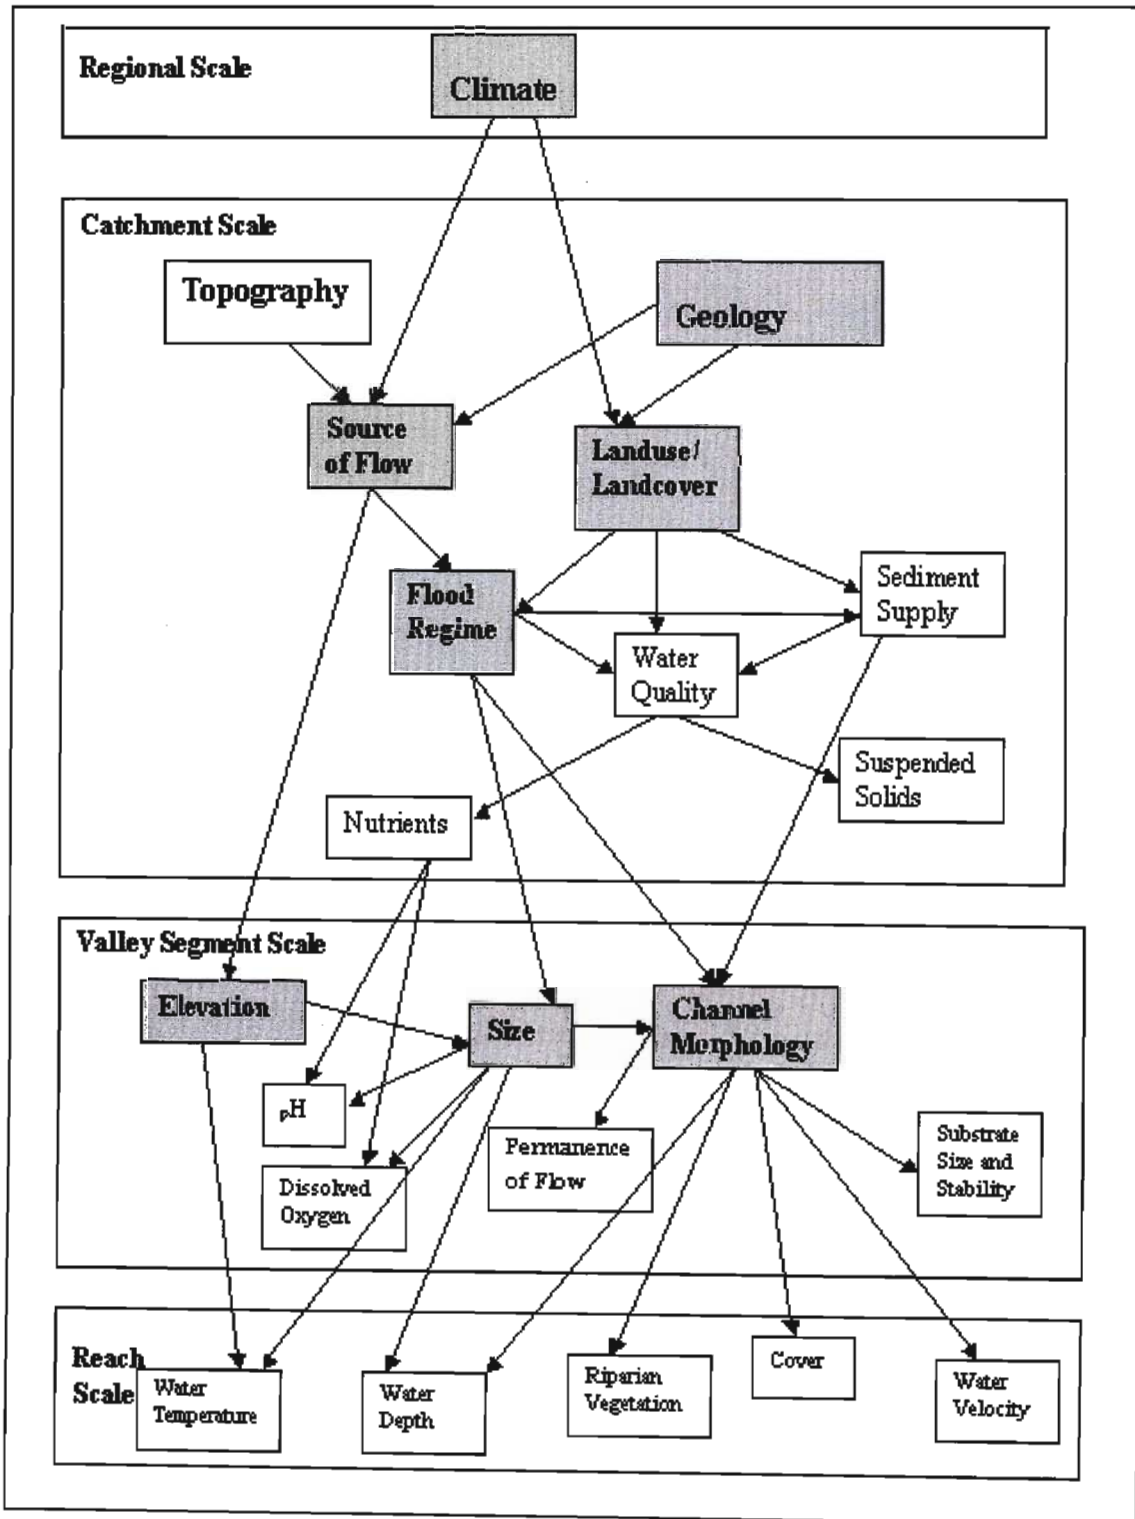 Regional Scale
Climate
Catchment Scale
Topography
Geology
Source
of Flow
Landuse/
Landcover
Flood
Regime
Sediment
Supply
Water
Quality
Suspended
Solids
Nutrients
Valley Segment Scale
Elevation
Size
Channel
Morphology
pH
Permanence
of Flow
Substrate
Size and
Stability
Dissolved
Oxygen
Reach
Scale
Water
Temperature
Water
Depth
Riparian
Vegetation
Cover
Water
Velocity